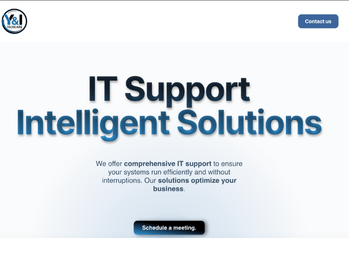 Y&I
Contact us
IT Support
Intelligent Solutions
We offer comprehensive IT support to ensure
your systems run efficiently and without
interruptions. Our solutions optimize your
business.
Schedule a meeting.